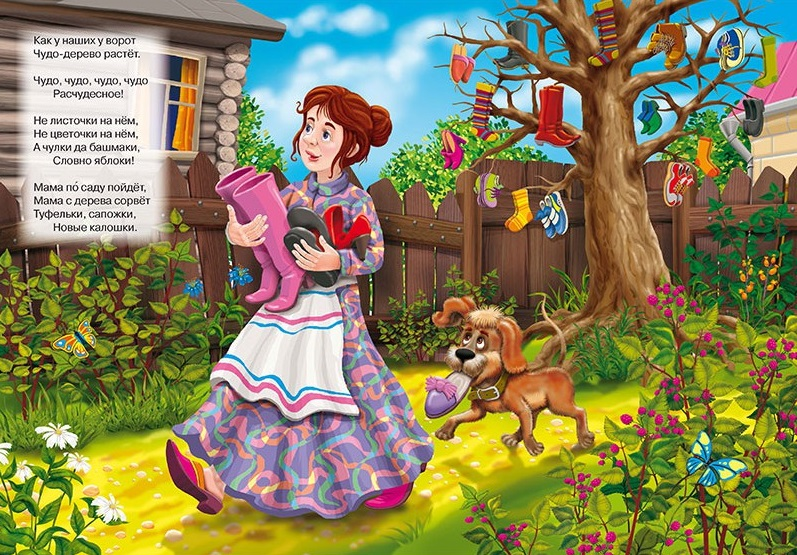 Как у наших у ворот
Чудо-дерево растёт.
Чудо, чудо, чудо, чудо
Расчудесное!
Не листочки на нём,
Не цветочки на нём,
А чулки да башмаки,
Словно яблоки!
Мама по́ саду пойдёт,
Мама с дерева сорвёт
Туфельки, сапожки,
Новые калошки.